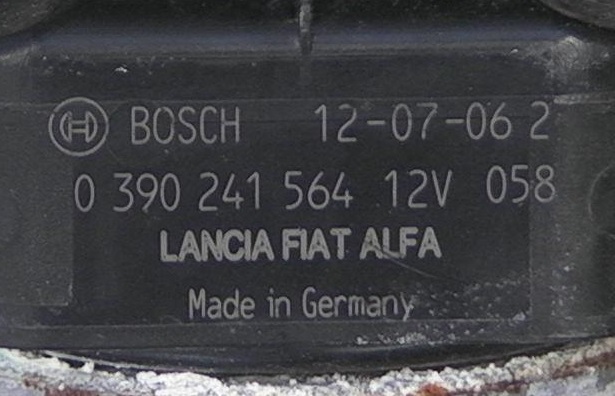 BOSCH 12-07-06 2
0 390 241 564 12V 058
LANCIA FIAT ALFA
Made in Germany